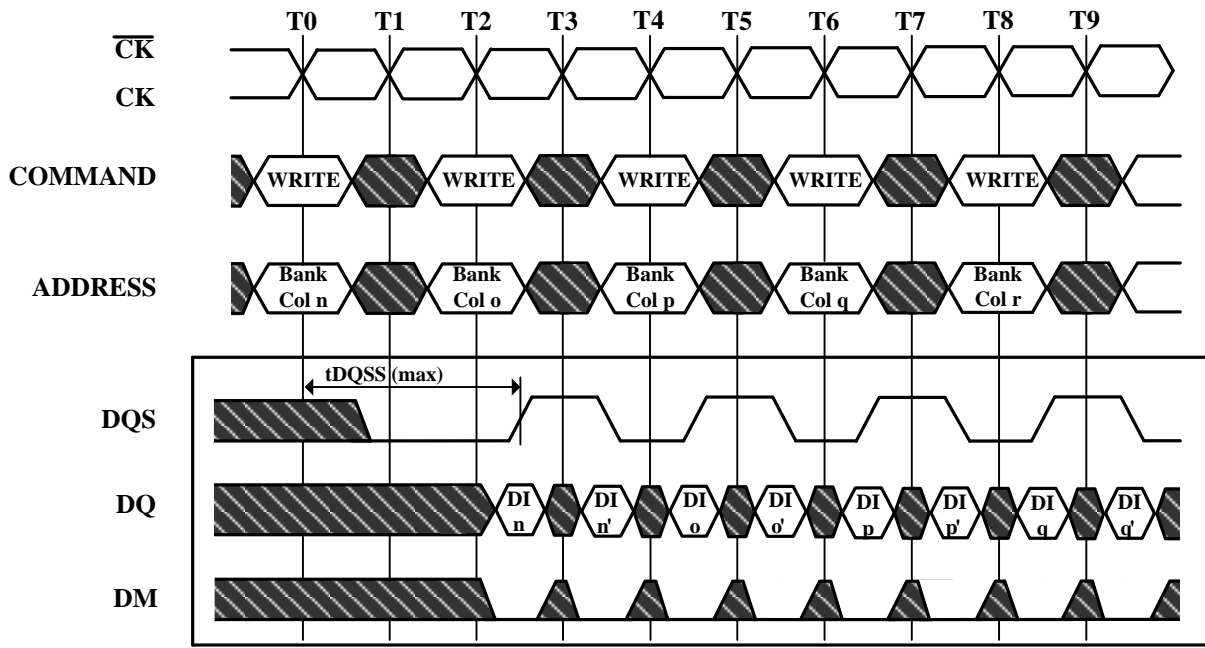 T0 T1 T2 T3 T4 T5 T6 T7 T8 T9
CK
CK
COMMAND WRITE WRITE WRITE WRITE WRITE
ADDRESS Bank Bank Bank Bank Bank
Col n Col o Col p Col q Col r
tDQSS (max)
DQS
DQ DI DI DI DI DI DI DI DI
n n' o o' p p' q q'
DM